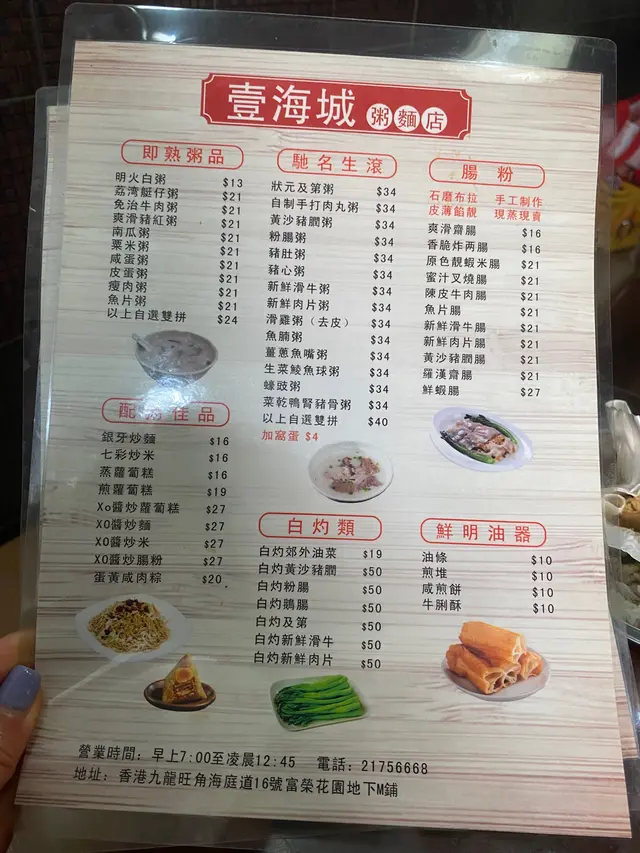 壹海城 粥麵店
即熟粥品
明火白粥 $13
荔湾艇仔粥 $21
免治牛肉粥 $21
爽滑豬紅粥 $21
南瓜粥 $21
粟米粥 $21
咸蛋粥 $21
皮蛋粥 $21
瘦肉粥 $21
魚片粥 $21
以上自選雙拼 $24
配粥佳品
銀牙炒麵 $16
七彩炒米 $16
蒸蘿蔔糕 $16
煎蘿蔔糕 $19
Xo醬炒蘿蔔糕 $27
XO醬炒麵 $27
XO醬炒米 $27
XO醬炒腸粉 $27
蛋黃咸肉粽 $20
馳名生滾
狀元及第粥 $34
自制手打肉丸粥 $34
黃沙豬膶粥 $34
粉腸粥 $34
豬肚粥 $34
豬心粥 $34
新鮮滑牛粥 $34
新鮮肉片粥 $34
滑雞粥（去皮） $34
魚腩粥 $34
薑蔥魚嘴粥 $34
生菜鯪魚球粥 $34
蠔豉粥 $34
菜乾鴨腎豬骨粥 $34
以上自選雙拼 $40
加窩蛋 $4
白灼類
白灼郊外油菜 $19
白灼黃沙豬膶 $50
白灼粉腸 $50
白灼鵝腸 $50
白灼及第 $50
白灼新鮮滑牛 $50
白灼新鮮肉片 $50
腸粉
石磨布拉 手工制作
皮薄餡靚 現蒸現賣
爽滑齋腸 $16
香脆炸两腸 $16
原色靚蝦米腸 $21
蜜汁叉燒腸 $21
陳皮牛肉腸 $21
魚片腸 $21
新鮮滑牛腸 $21
新鮮肉片腸 $21
黃沙豬膶腸 $21
羅漢齋腸 $21
鮮蝦腸 $27
鮮明油器
油條 $10
煎堆 $10
咸煎餅 $10
牛脷酥 $10
營業時間：早上7:00至凌晨12:45 電話：21756668
地址：香港九龍旺角海庭道16號富榮花園地下M鋪